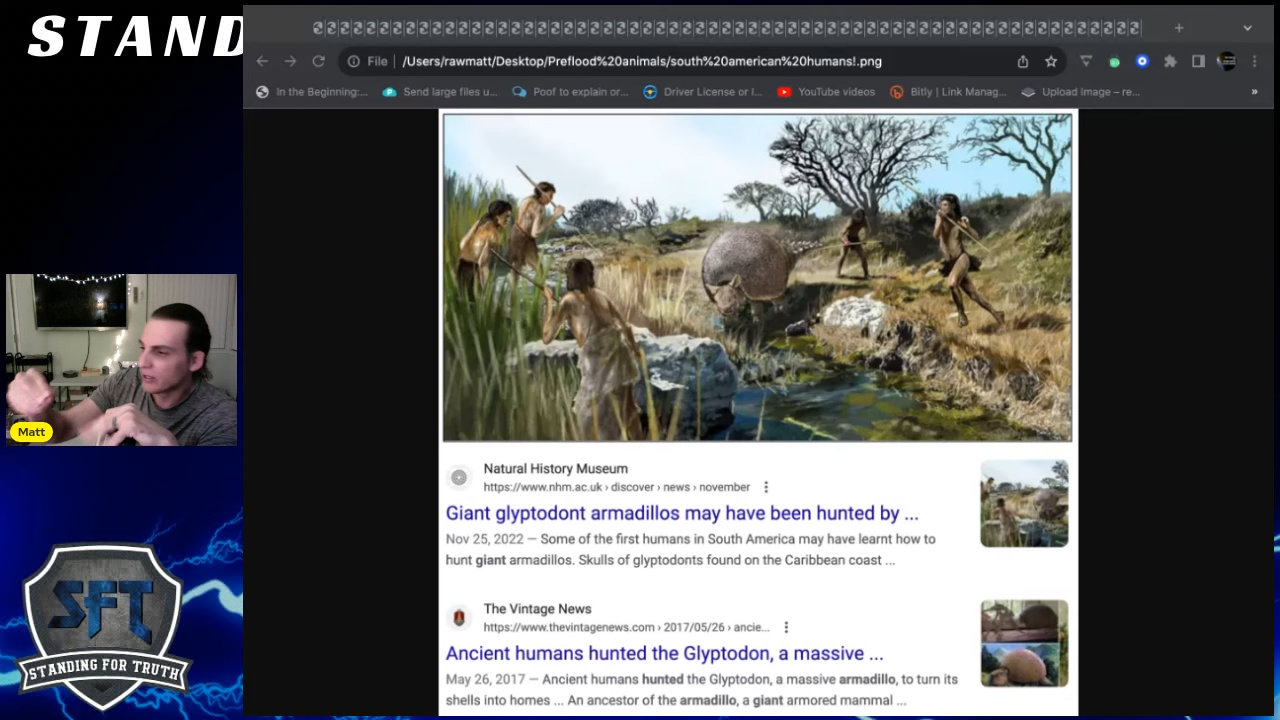 STAND
File
/Users/rawmatt/Desktop/Preflood%20animals/south%20american%20humans!.png
In the Beginning:...
Send large files u...
Poof to explain or...
Driver License or I...
YouTube videos
Bitly | Link Manag...
Upload Image – re...
»
Natural History Museum
https://www.nhm.ac.uk › discover › news › november
Giant glyptodont armadillos may have been hunted by ...
Nov 25, 2022 — Some of the first humans in South America may have learnt how to
hunt giant armadillos. Skulls of glyptodonts found on the Caribbean coast ...
The Vintage News
https://www.thevintagenews.com › 2017/05/26 › ancie...
Ancient humans hunted the Glyptodon, a massive ...
May 26, 2017 — Ancient humans hunted the Glyptodon, a massive armadillo, to turn its
shells into homes ... An ancestor of the armadillo, a giant armored mammal ...
Matt
SFT
STANDING FOR TRUTH